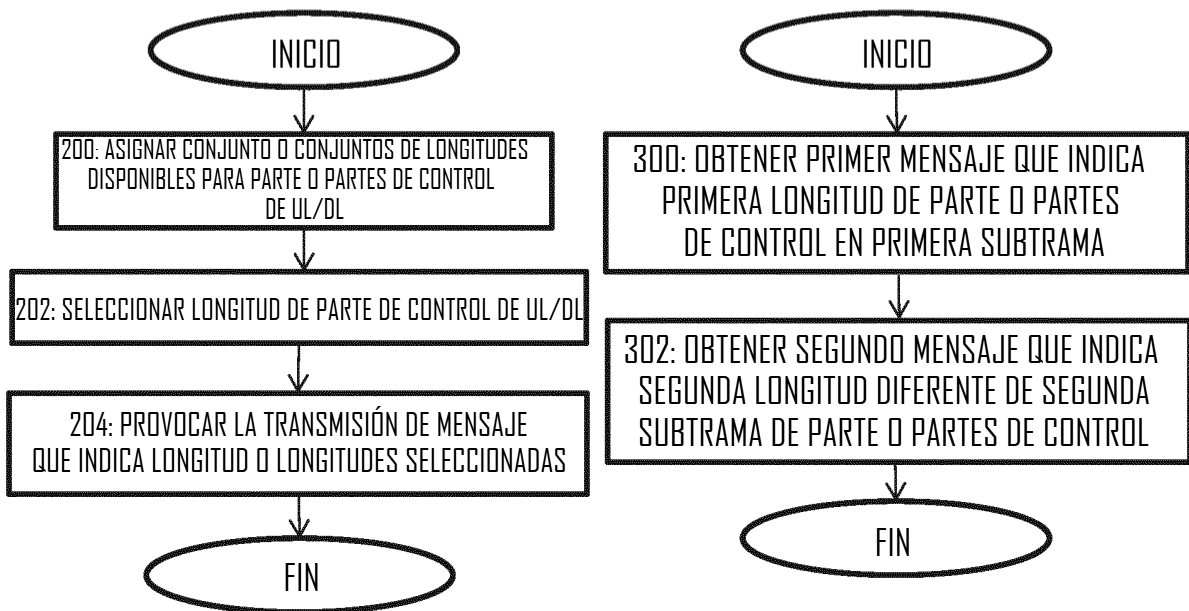 INICIO
200: ASIGNAR CONJUNTO O CONJUNTOS DE LONGITUDES
DISPONIBLES PARA PARTE O PARTES DE CONTROL
DE UL/DL
202: SELECCIONAR LONGITUD DE PARTE DE CONTROL DE UL/DL
204: PROVOCAR LA TRANSMISIÓN DE MENSAJE
QUE INDICA LONGITUD O LONGITUDES SELECCIONADAS
FIN
INICIO
300: OBTENER PRIMER MENSAJE QUE INDICA
PRIMERA LONGITUD DE PARTE O PARTES
DE CONTROL EN PRIMERA SUBTRAMA
302: OBTENER SEGUNDO MENSAJE QUE INDICA
SEGUNDA LONGITUD DIFERENTE DE SEGUNDA
SUBTRAMA DE PARTE O PARTES DE CONTROL
FIN